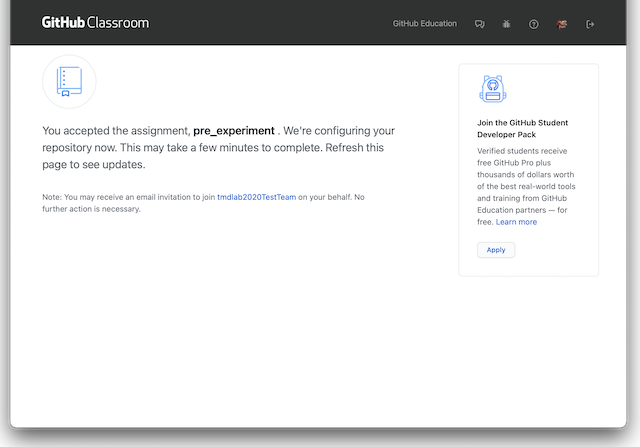 GitHub Classroom
GitHub Education
You accepted the assignment, pre_experiment . We're configuring your
repository now. This may take a few minutes to complete. Refresh this
page to see updates.
Note: You may receive an email invitation to join tmdlab2020TestTeam on your behalf. No
further action is necessary.
Join the GitHub Student
Developer Pack
Verified students receive
free GitHub Pro plus
thousands of dollars worth
of the best real-world tools
and training from GitHub
Education partners — for
free. Learn more
Apply